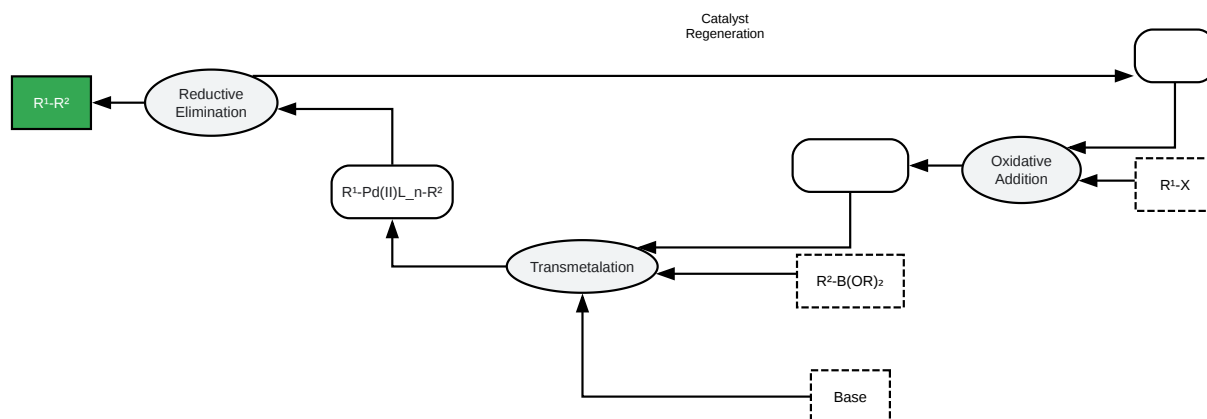 Catalyst
Regeneration
R¹-R²
Reductive
Elimination
Oxidative
Addition
R¹-Pd(II)L_n-R²
R¹-X
Transmetalation
R²-B(OR)₂
Base